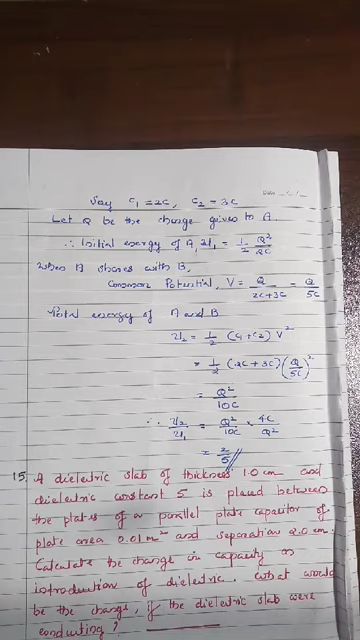 Say C₁ = 2C, C₂ = 3C
Let Q be the charge given to A.
∴ Initial energy of A, U₁ = 1/2 Q²/2C
When A shares with B,
Common Potential, V = Q/2C+3C = Q/5C
Total energy of A and B
U₂ = 1/2 (C₁+C₂) V²
= 1/2 (2C + 3C) (Q/5C)²
= Q²/10C
∴ U₂/U₁ = Q²/10C × 4C/Q²
= 2/5 //
15. A dielectric slab of thickness 1.0 cm and
dielectric constant 5 is placed between
the plates of a parallel plate capacitor of
plate area 0.01 m² and separation 2.0 cm.
Calculate the change in capacity on
introduction of dielectric. What would
be the change, if the dielectric slab were
conducting?